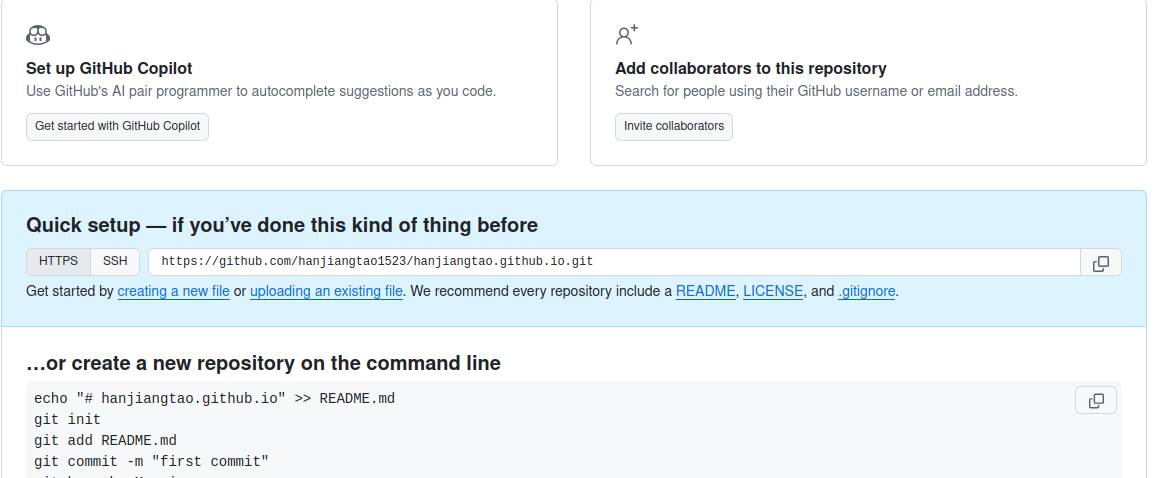 Set up GitHub Copilot
Use GitHub's AI pair programmer to autocomplete suggestions as you code.
Get started with GitHub Copilot
Add collaborators to this repository
Search for people using their GitHub username or email address.
Invite collaborators
Quick setup — if you’ve done this kind of thing before
HTTPS SSH https://github.com/hanjiangtao1523/hanjiangtao.github.io.git
Get started by creating a new file or uploading an existing file. We recommend every repository include a README, LICENSE, and .gitignore.
…or create a new repository on the command line
echo "# hanjiangtao.github.io" >> README.md
git init
git add README.md
git commit -m "first commit"